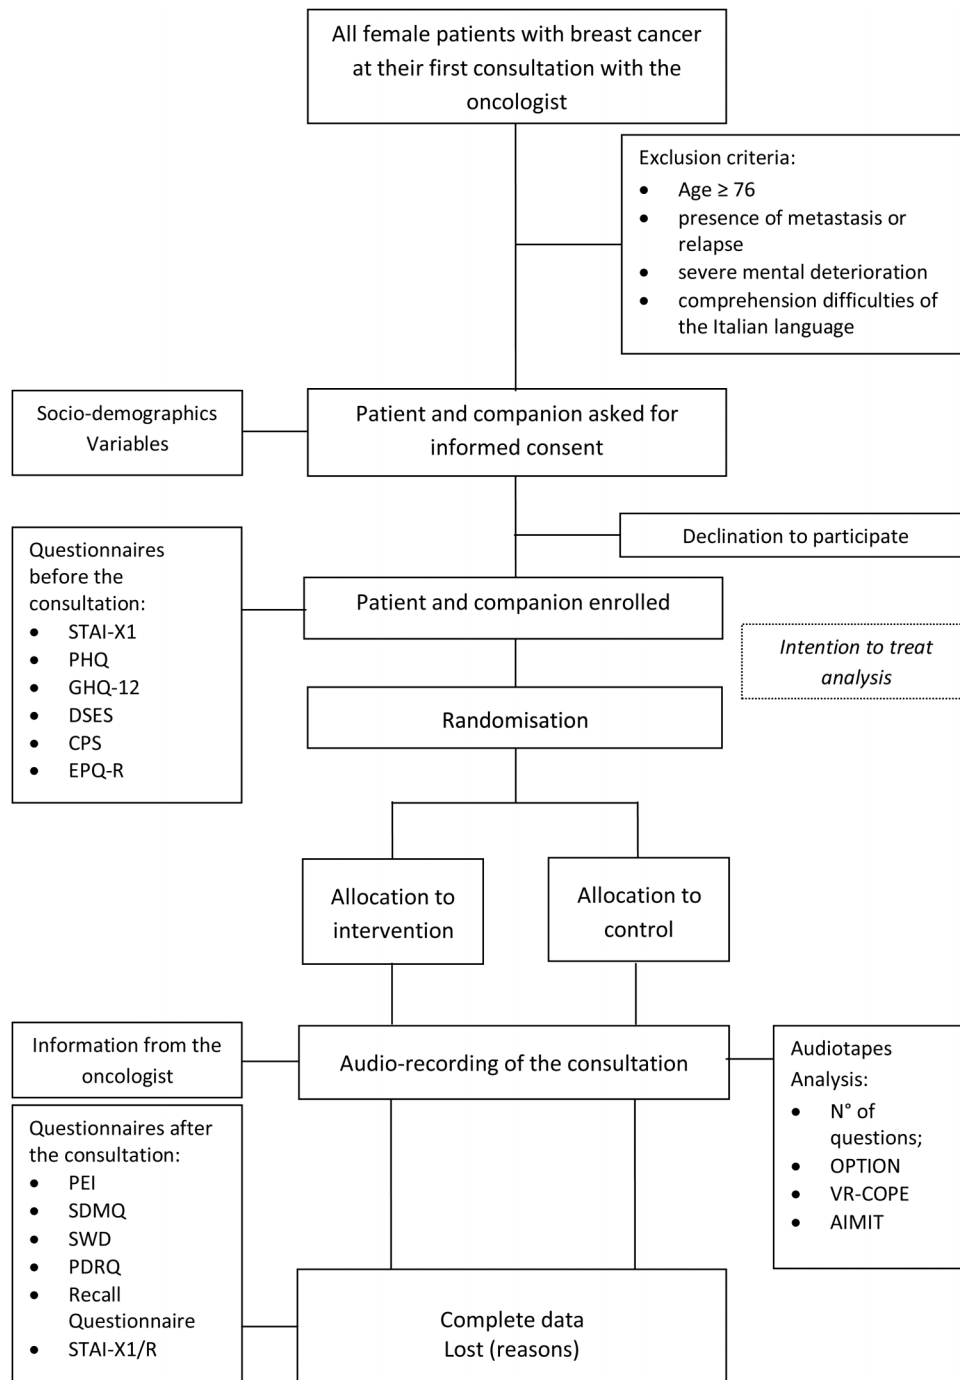 All female patients with breast cancer
at their first consultation with the
oncologist
Exclusion criteria:
• Age ≥ 76
• presence of metastasis or
relapse
• severe mental deterioration
• comprehension difficulties of
the Italian language
Socio-demographics
Variables
Patient and companion asked for
informed consent
Declination to participate
Questionnaires
before the
consultation:
• STAI-X1
• PHQ
• GHQ-12
• DSES
• CPS
• EPQ-R
Patient and companion enrolled
Intention to treat
analysis
Randomisation
Allocation to
intervention
Allocation to
control
Information from the
oncologist
Audio-recording of the consultation
Audiotapes
Analysis:
• N° of
questions;
• OPTION
• VR-COPE
• AIMIT
Questionnaires after
the consultation:
• PEI
• SDMQ
• SWD
• PDRQ
• Recall
Questionnaire
• STAI-X1/R
Complete data
Lost (reasons)